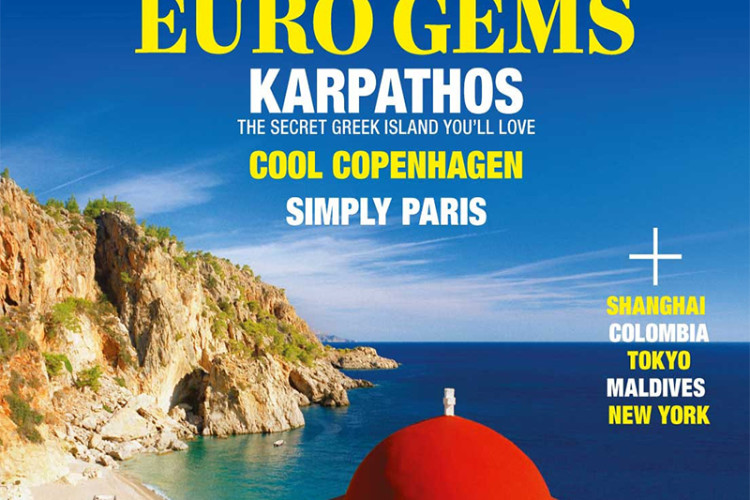 EURO GEMS
KARPATHOS
THE SECRET GREEK ISLAND YOU'LL LOVE
COOL COPENHAGEN
SIMPLY PARIS
+
SHANGHAI
COLOMBIA
TOKYO
MALDIVES
NEW YORK